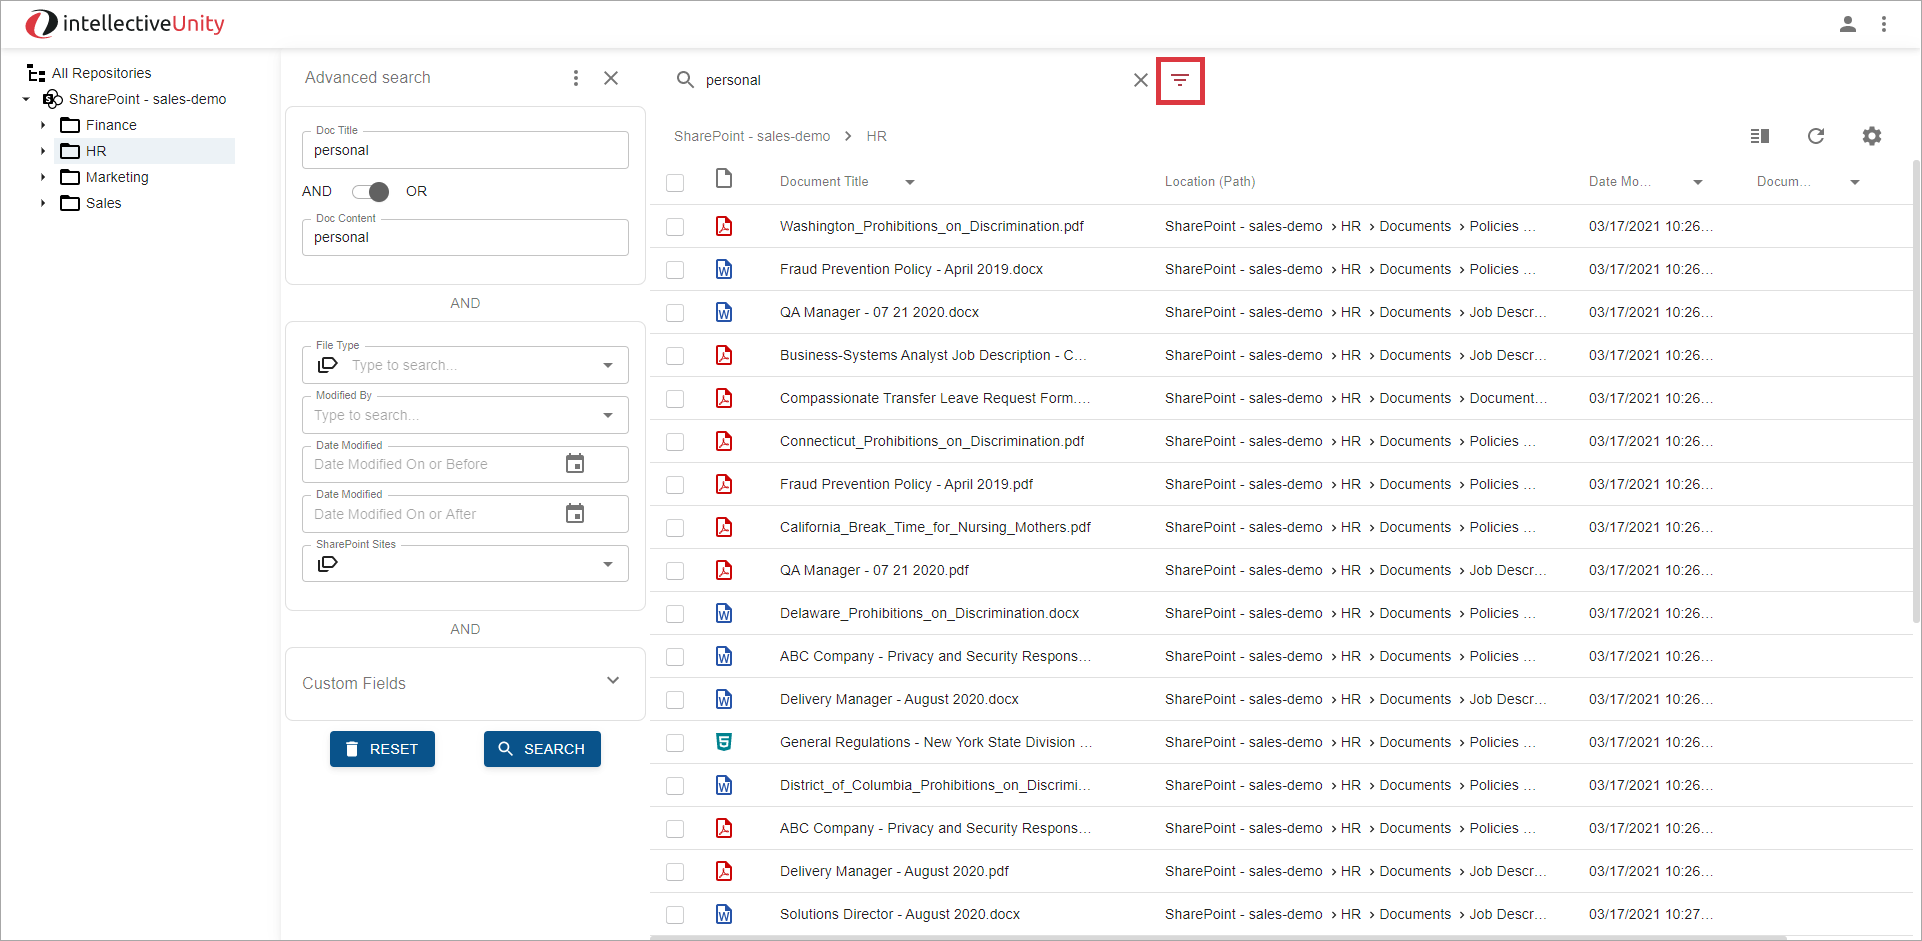 intellectiveUnity
All Repositories
SharePoint - sales-demo
Finance
HR
Marketing
Sales
Advanced search
Doc Title
personal
AND OR
Doc Content
personal
AND
File Type
Type to search...
Modified By
Type to search...
Date Modified
Date Modified On or Before
Date Modified
Date Modified On or After
SharePoint Sites
AND
Custom Fields
RESET SEARCH
personal
SharePoint - sales-demo > HR
Document Title Location (Path) Date Mo... Docum...
Washington_Prohibitions_on_Discrimination.pdf SharePoint - sales-demo > HR > Documents > Policies ... 03/17/2021 10:26...
Fraud Prevention Policy - April 2019.docx SharePoint - sales-demo > HR > Documents > Policies ... 03/17/2021 10:26...
QA Manager - 07 21 2020.docx SharePoint - sales-demo > HR > Documents > Job Descr... 03/17/2021 10:26...
Business-Systems Analyst Job Description - C... SharePoint - sales-demo > HR > Documents > Job Descr... 03/17/2021 10:26...
Compassionate Transfer Leave Request Form.... SharePoint - sales-demo > HR > Documents > Document... 03/17/2021 10:26...
Connecticut_Prohibitions_on_Discrimination.pdf SharePoint - sales-demo > HR > Documents > Policies ... 03/17/2021 10:26...
Fraud Prevention Policy - April 2019.pdf SharePoint - sales-demo > HR > Documents > Policies ... 03/17/2021 10:26...
California_Break_Time_for_Nursing_Mothers.pdf SharePoint - sales-demo > HR > Documents > Policies ... 03/17/2021 10:26...
QA Manager - 07 21 2020.pdf SharePoint - sales-demo > HR > Documents > Job Descr... 03/17/2021 10:26...
Delaware_Prohibitions_on_Discrimination.docx SharePoint - sales-demo > HR > Documents > Policies ... 03/17/2021 10:26...
ABC Company - Privacy and Security Respons... SharePoint - sales-demo > HR > Documents > Policies ... 03/17/2021 10:26...
Delivery Manager - August 2020.docx SharePoint - sales-demo > HR > Documents > Job Descr... 03/17/2021 10:26...
General Regulations - New York State Division ... SharePoint - sales-demo > HR > Documents > Policies ... 03/17/2021 10:26...
District_of_Columbia_Prohibitions_on_Discrimi... SharePoint - sales-demo > HR > Documents > Policies ... 03/17/2021 10:26...
ABC Company - Privacy and Security Respons... SharePoint - sales-demo > HR > Documents > Policies ... 03/17/2021 10:26...
Delivery Manager - August 2020.pdf SharePoint - sales-demo > HR > Documents > Job Descr... 03/17/2021 10:26...
Solutions Director - August 2020.docx SharePoint - sales-demo > HR > Documents > Job Descr... 03/17/2021 10:27...